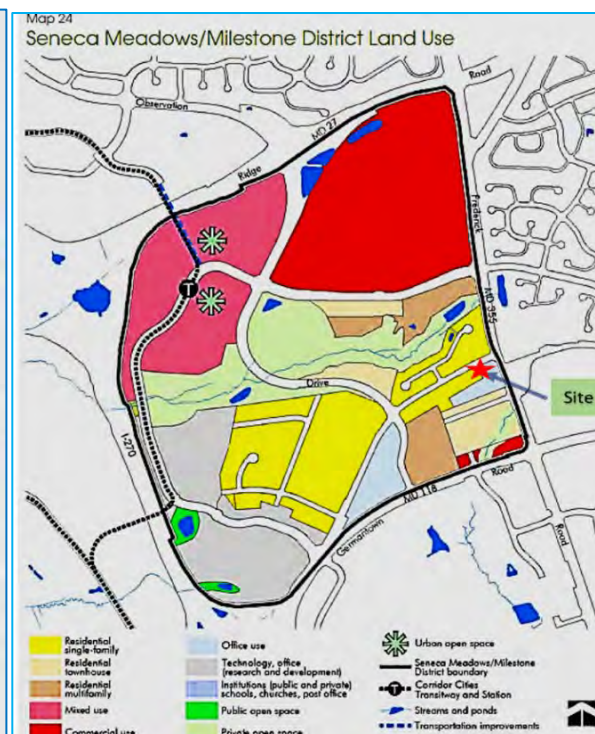 Map 24
Seneca Meadows/Milestone District Land Use
Observation
Ridge
MD 27
Road
Frederick
MD 355
T
Drive
Site
I-270
Germantown
MD 118
Road
Road
Residential
single-family
Residential
townhouse
Residential
multifamily
Mixed use
Commercial use
Office use
Technology, office
(research and development)
Institutions (public and private)
schools, churches, post office
Public open space
Private open space
Urban open space
Seneca Meadows/Milestone
District boundary
T
Corridor Cities
Transitway and Station
Streams and ponds
Transportation improvements